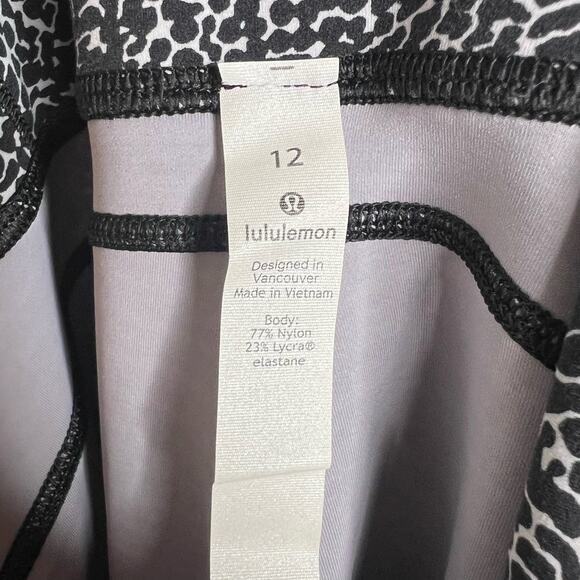 12
lululemon
Designed in
Vancouver
Made in Vietnam
Body:
77% Nylon
23% Lycra®
elastane